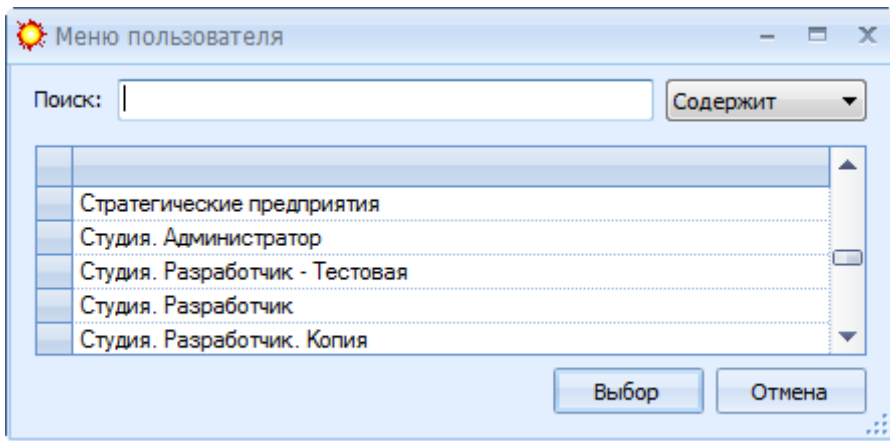 Меню пользователя
Поиск: Содержит
Стратегические предприятия
Студия. Администратор
Студия. Разработчик - Тестовая
Студия. Разработчик
Студия. Разработчик. Копия
Выбор Отмена